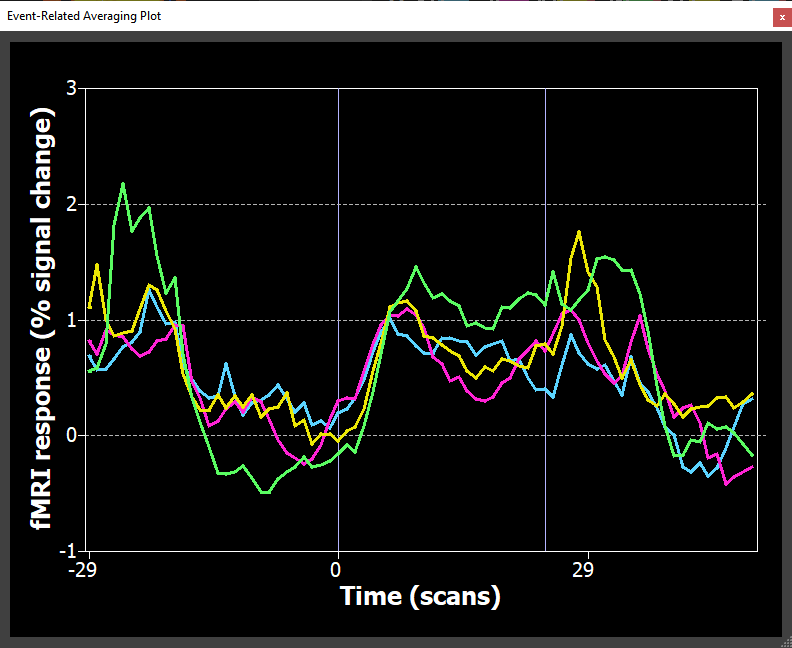 Event-Related Averaging Plot
x
3
2
1
0
-1
fMRI response (% signal change)
-29
0
29
Time (scans)